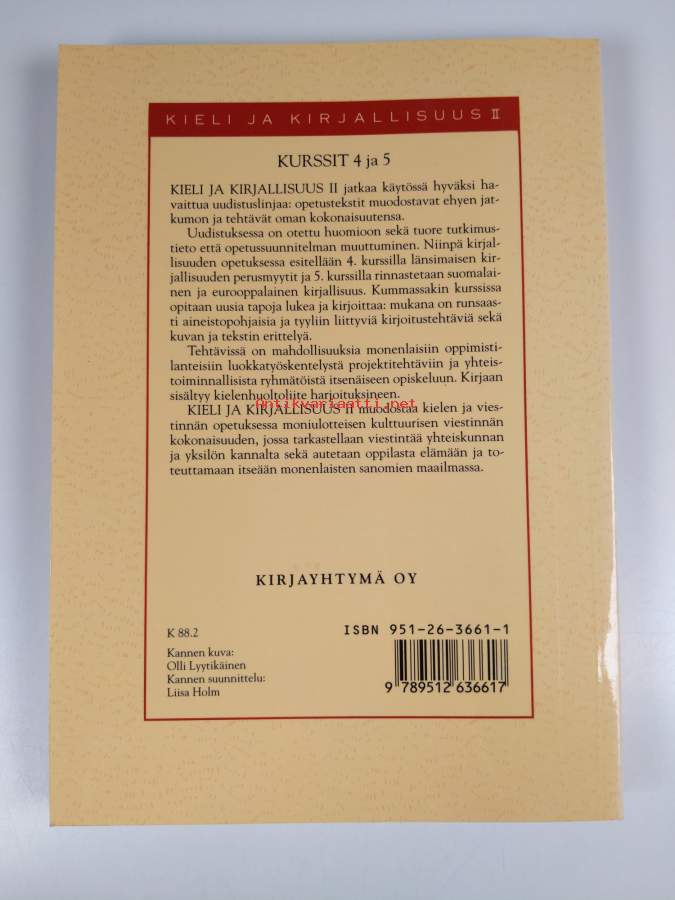 KIELI JA KIRJALLISUUS II
KURSSIT 4 ja 5
KIELI JA KIRJALLISUUS II jatkaa käytössä hyväksi ha-
vaittua uudistuslinjaa: opetustekstit muodostavat ehyen jat-
kumon ja tehtävät oman kokonaisuutensa.
Uudistuksessa on otettu huomioon sekä tuore tutkimus-
tieto että opetussuunnitelman muuttuminen. Niinpä kirjal-
lisuuden opetuksessa esitellään 4. kurssilla länsimaisen kir-
jallisuuden perusmyytit ja 5. kurssilla rinnastetaan suomalai-
nen ja eurooppalainen kirjallisuus. Kummassakin kurssissa
opitaan uusia tapoja lukea ja kirjoittaa: mukana on runsaas-
ti aineistopohjaisia ja tyyliin liittyviä kirjoitustehtäviä sekä
kuvan ja tekstin erittelyä.
Tehtävissä on mahdollisuuksia monenlaisiin oppimisti-
lanteisiin luokkatyöskentelystä projektitehtäviin ja yhteis-
toiminnallisista ryhmätöistä itsenäiseen opiskeluun. Kirjaan
sisältyy kielenhuoltoliite harjoituksineen.
Antikvariaatti.net
KIELI JA KIRJALLISUUS II muodostaa kielen ja vies-
tinnän opetuksessa moniulotteisen kulttuurisen viestinnän
kokonaisuuden, jossa tarkastellaan viestintää yhteiskunnan
ja yksilön kannalta sekä autetaan oppilasta elämään ja to-
teuttamaan itseään monenlaisten sanomien maailmassa.
KIRJAYHTYMÄ OY
K 88.2
Kannen kuva:
Olli Lyytikäinen
Kannen suunnittelu:
Liisa Holm
ISBN 951-26-3661-1
9 789512 636617